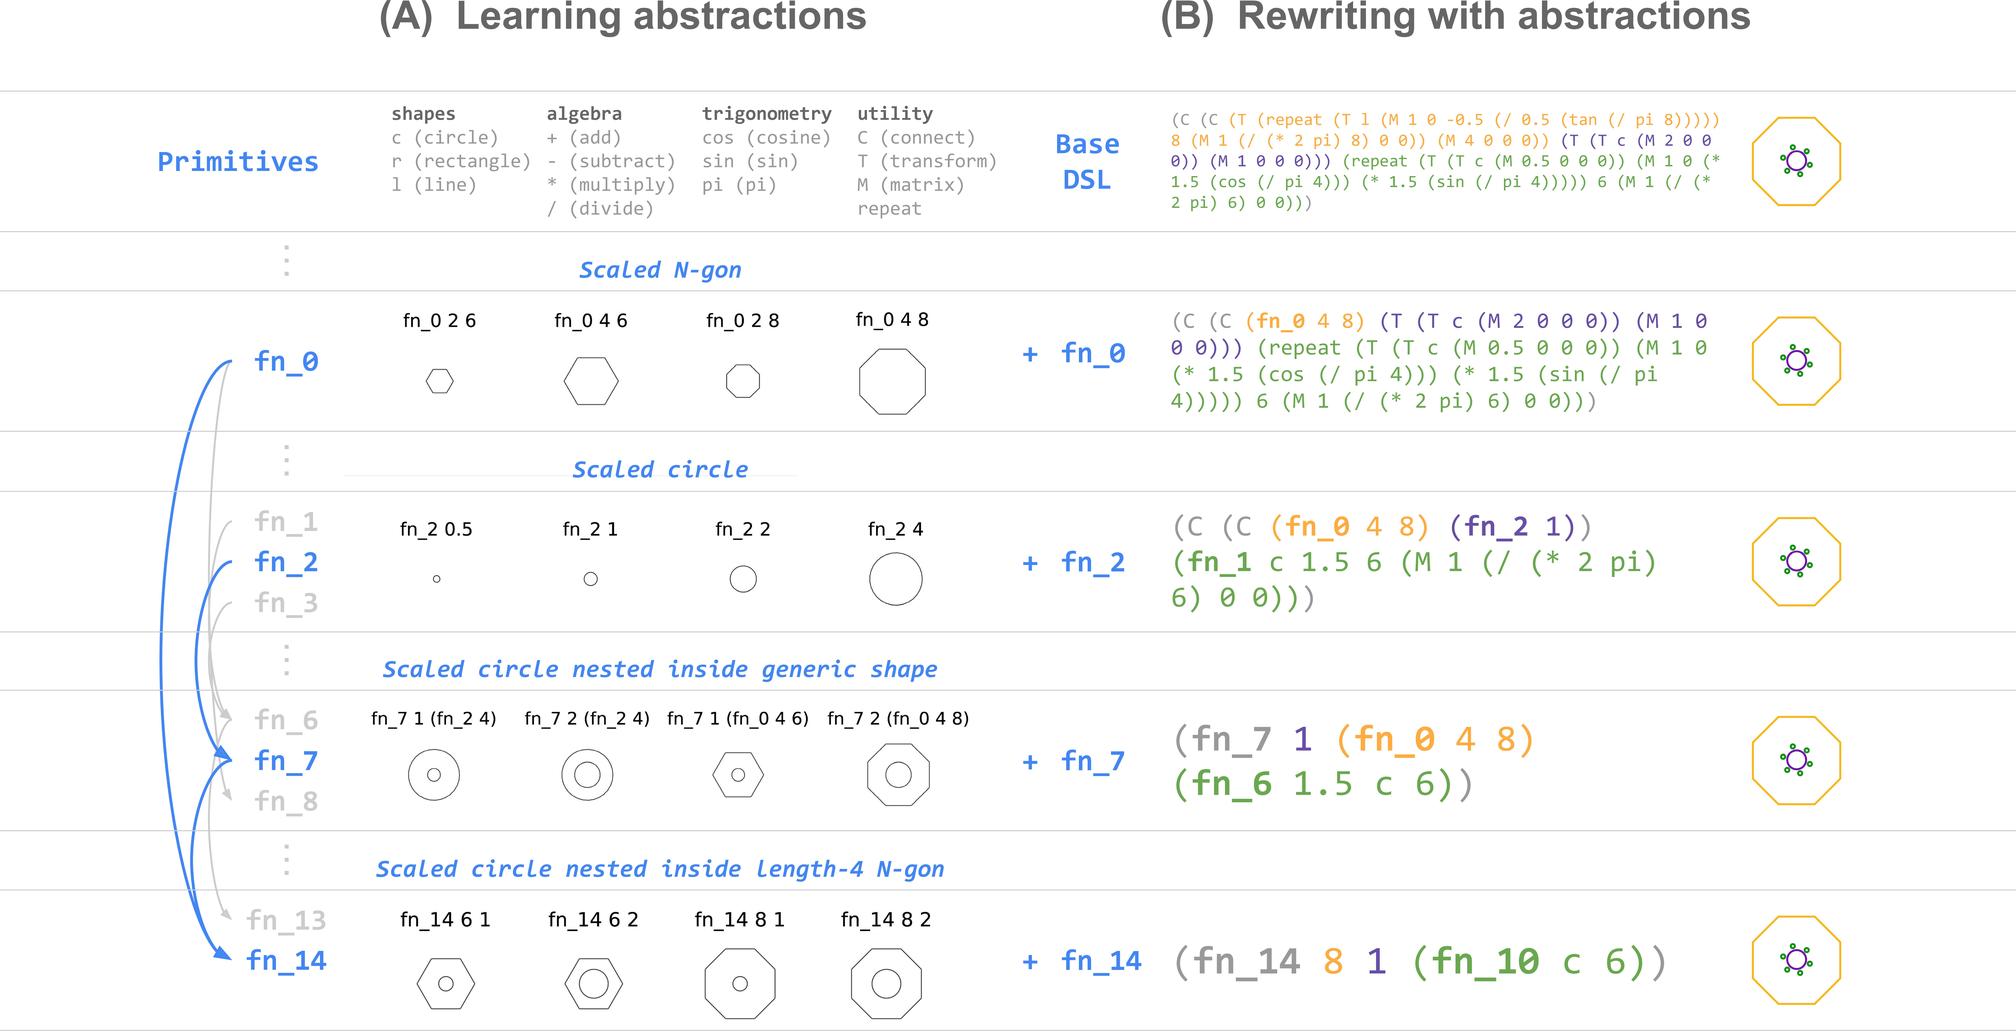 (A) Learning abstractions
(B) Rewriting with abstractions
Primitives
shapes
c (circle)
r (rectangle)
l (line)
algebra
+ (add)
- (subtract)
* (multiply)
/ (divide)
trigonometry
cos (cosine)
sin (sin)
pi (pi)
utility
C (connect)
T (transform)
M (matrix)
repeat
Base
DSL
(C (C (T (repeat (T l (M 1 0 -0.5 (/ 0.5 (tan (/ pi 8)))))
8 (M 1 (/ (* 2 pi) 8) 0 0)) (M 4 0 0 0)) (T (T c (M 2 0 0
0)) (M 1 0 0 0))) (repeat (T (T c (M 0.5 0 0 0)) (M 1 0 (*
1.5 (cos (/ pi 4))) (* 1.5 (sin (/ pi 4))))) 6 (M 1 (/ (*
2 pi) 6) 0 0)))
Scaled N-gon
fn_0
fn_0 2 6
fn_0 4 6
fn_0 2 8
fn_0 4 8
+ fn_0
(C (C (fn_0 4 8) (T (T c (M 2 0 0 0)) (M 1 0
0 0))) (repeat (T (T c (M 0.5 0 0 0)) (M 1 0
(* 1.5 (cos (/ pi 4))) (* 1.5 (sin (/ pi
4))))) 6 (M 1 (/ (* 2 pi) 6) 0 0)))
Scaled circle
fn_1
fn_2
fn_3
fn_2 0.5
fn_2 1
fn_2 2
fn_2 4
+ fn_2
(C (C (fn_0 4 8) (fn_2 1))
(fn_1 c 1.5 6 (M 1 (/ (* 2 pi)
6) 0 0)))
Scaled circle nested inside generic shape
fn_6
fn_7
fn_8
fn_7 1 (fn_2 4)
fn_7 2 (fn_2 4)
fn_7 1 (fn_0 4 6)
fn_7 2 (fn_0 4 8)
+ fn_7
(fn_7 1 (fn_0 4 8)
(fn_6 1.5 c 6))
Scaled circle nested inside length-4 N-gon
fn_13
fn_14
fn_14 6 1
fn_14 6 2
fn_14 8 1
fn_14 8 2
+ fn_14
(fn_14 8 1 (fn_10 c 6))